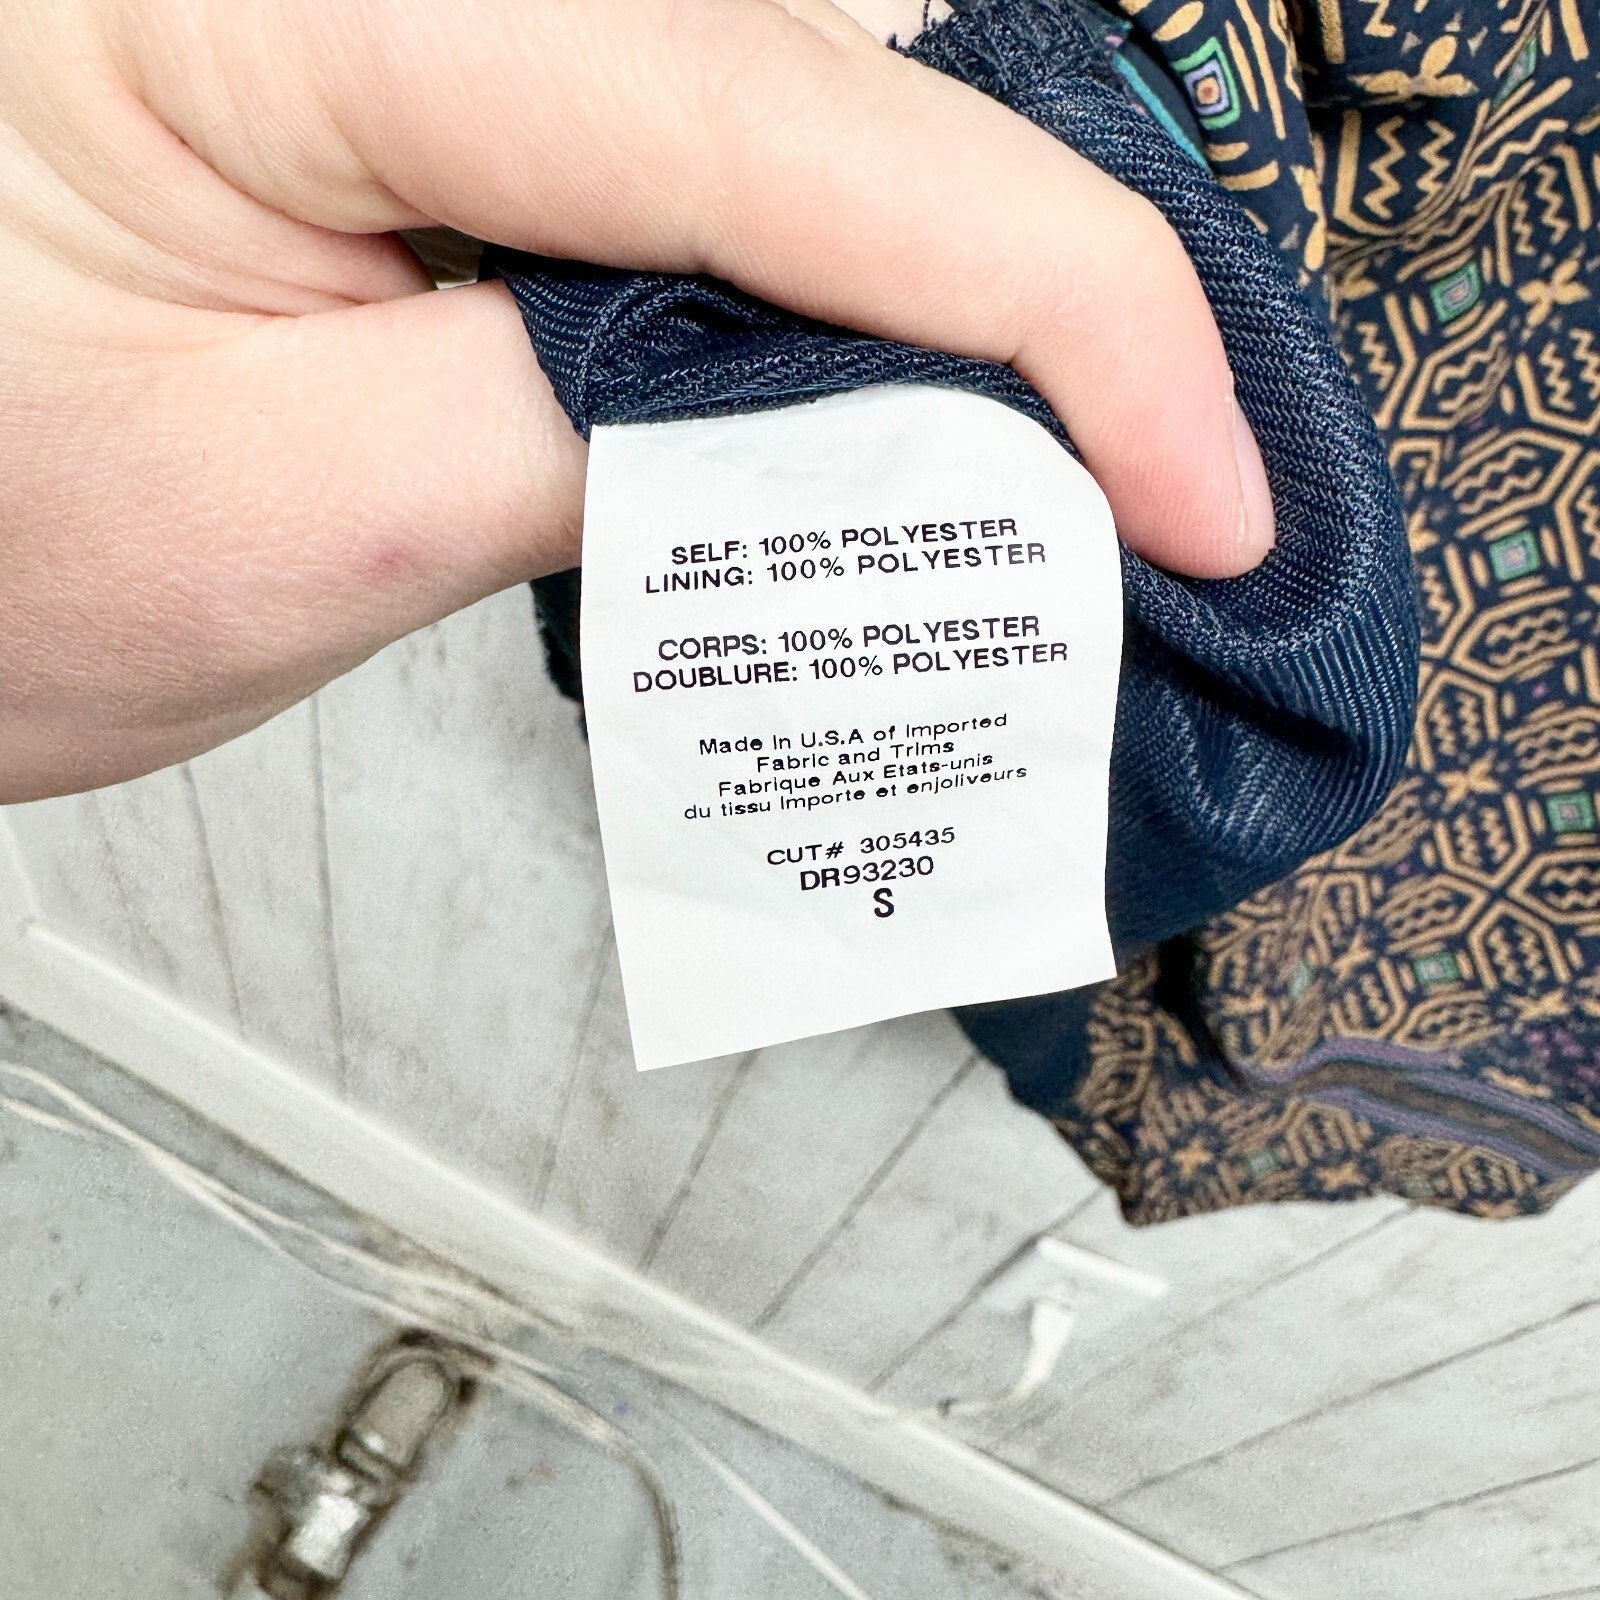 SELF: 100% POLYESTER
LINING: 100% POLYESTER
CORPS: 100% POLYESTER
DOUBLURE: 100% POLYESTER
Made In U.S.A of Imported
Fabric and Trims
Fabrique Aux Etats-unis
du tissu Importe et enjoliveurs
CUT# 305435
DR93230
S